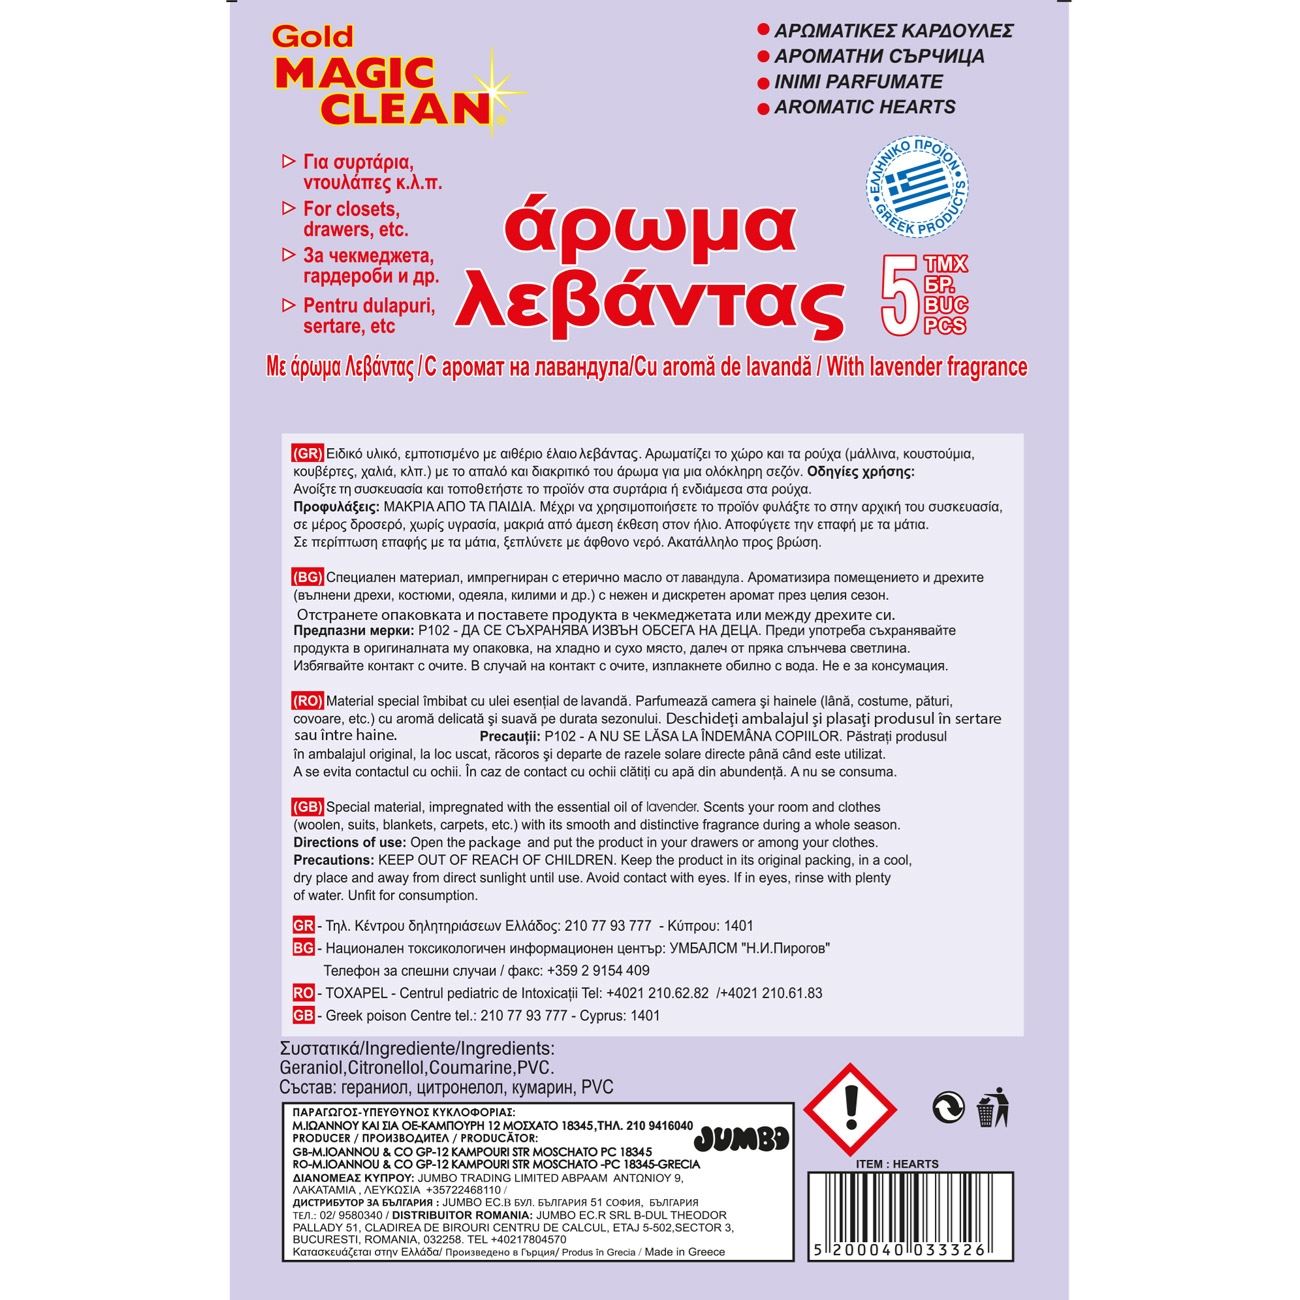 Gold
MAGIC
CLEAN®
● ΑΡΩΜΑΤΙΚΕΣ ΚΑΡΔΟΥΛΕΣ
● АРОМАТНИ СЪРЧИЦА
● INIMI PARFUMATE
● AROMATIC HEARTS
Για συρτάρια,
ντουλάπες κ.λ.π.
For closets,
drawers, etc.
За чекмеджета,
гардероби и др.
Pentru dulapuri,
sertare, etc
άρωμα
λεβάντας
ΕΛΛΗΝΙΚΟ ΠΡΟΪΟΝ
GREEK PRODUCTS
5 ΤΜΧ
БР.
BUC
PCS
Με άρωμα Λεβάντας / С аромат на лавандула/Cu aromă de lavandă / With lavender fragrance
(GR) Ειδικό υλικό, εμποτισμένο με αιθέριο έλαιο λεβάντας. Αρωματίζει το χώρο και τα ρούχα (μάλλινα, κουστούμια,
κουβέρτες, χαλιά, κλπ.) με το απαλό και διακριτικό του άρωμα για μια ολόκληρη σεζόν. Οδηγίες χρήσης:
Ανοίξτε τη συσκευασία και τοποθετήστε το προϊόν στα συρτάρια ή ενδιάμεσα στα ρούχα.
Προφυλάξεις: ΜΑΚΡΙΑ ΑΠΟ ΤΑ ΠΑΙΔΙΑ. Μέχρι να χρησιμοποιήσετε το προϊόν φυλάξτε το στην αρχική του συσκευασία,
σε μέρος δροσερό, χωρίς υγρασία, μακριά από άμεση έκθεση στον ήλιο. Αποφύγετε την επαφή με τα μάτια.
Σε περίπτωση επαφής με τα μάτια, ξεπλύνετε με άφθονο νερό. Ακατάλληλο προς βρώση.
(BG) Специален материал, импрегниран с етерично масло от лавандула. Ароматизира помещението и дрехите
(вълнени дрехи, костюми, одеяла, килими и др.) с нежен и дискретен аромат през целия сезон.
Отстранете опаковката и поставете продукта в чекмеджетата или между дрехите си.
Предпазни мерки: P102 - ДА СЕ СЪХРАНЯВА ИЗВЪН ОБСЕГА НА ДЕЦА. Преди употреба съхранявайте
продукта в оригиналната му опаковка, на хладно и сухо място, далеч от пряка слънчева светлина.
Избягвайте контакт с очите. В случай на контакт с очите, изплакнете обилно с вода. Не е за консумация.
(RO) Material special îmbibat cu ulei esenţial de lavandă. Parfumează camera şi hainele (lână, costume, pături,
covoare, etc.) cu aromă delicată şi suavă pe durata sezonului. Deschideţi ambalajul şi plasaţi produsul în sertare
sau între haine. Precauţii: P102 - A NU SE LĂSA LA ÎNDEMÂNA COPIILOR. Păstraţi produsul
în ambalajul original, la loc uscat, răcoros şi departe de razele solare directe până când este utilizat.
A se evita contactul cu ochii. În caz de contact cu ochii clătiţi cu apă din abundenţă. A nu se consuma.
(GB) Special material, impregnated with the essential oil of lavender. Scents your room and clothes
(woolen, suits, blankets, carpets, etc.) with its smooth and distinctive fragrance during a whole season.
Directions of use: Open the package and put the product in your drawers or among your clothes.
Precautions: KEEP OUT OF REACH OF CHILDREN. Keep the product in its original packing, in a cool,
dry place and away from direct sunlight until use. Avoid contact with eyes. If in eyes, rinse with plenty
of water. Unfit for consumption.
GR - Τηλ. Κέντρου δηλητηριάσεων Ελλάδος: 210 77 93 777 - Κύπρου: 1401
BG - Национален токсикологичен информационен център: УМБАЛСМ "Н.И.Пирогов"
Телефон за спешни случаи / факс: +359 2 9154 409
RO - TOXAPEL - Centrul pediatric de Intoxicaţii Tel: +4021 210.62.82 /+4021 210.61.83
GB - Greek poison Centre tel.: 210 77 93 777 - Cyprus: 1401
Συστατικά/Ingrediente/Ingredients:
Geraniol,Citronellol,Coumarine,PVC.
Състав: гераниол, цитронелол, кумарин, PVC
ΠΑΡΑΓΩΓΟΣ-ΥΠΕΥΘΥΝΟΣ ΚΥΚΛΟΦΟΡΙΑΣ:
Μ.ΙΩΑΝΝΟΥ ΚΑΙ ΣΙΑ ΟΕ-ΚΑΜΠΟΥΡΗ 12 ΜΟΣΧΑΤΟ 18345,ΤΗΛ. 210 9416040
PRODUCER / ПРОИЗВОДИТЕЛ / PRODUCĂTOR:
GB-M.IOANNOU & CO GP-12 KAMPOURI STR MOSCHATO PC 18345
RO-M.IOANNOU & CO GP-12 KAMPOURI STR MOSCHATO -PC 18345-GRECIA
ΔΙΑΝΟΜΕΑΣ ΚΥΠΡΟΥ: JUMBO TRADING LIMITED ΑΒΡΑΑΜ ΑΝΤΩΝΙΟΥ 9,
ΛΑΚΑΤΑΜΙΑ , ΛΕΥΚΩΣΙΑ +35722468110 /
ДИСТРИБУТОР ЗА БЪЛГАРИЯ : JUMBO EC.B БУЛ. БЪЛГАРИЯ 51 СОФИЯ, БЪЛГАРИЯ
ТЕЛ.: 02/ 9580340 / DISTRIBUITOR ROMANIA: JUMBO EC.R SRL B-DUL THEODOR
PALLADY 51, CLADIREA DE BIROURI CENTRU DE CALCUL, ETAJ 5-502,SECTOR 3,
BUCURESTI, ROMANIA, 032258. TEL +40217804570
Κατασκευάζεται στην Ελλάδα/ Произведено в Гърция/ Produs în Grecia / Made in Greece
JUMBO
ITEM : HEARTS
5 200040 033326